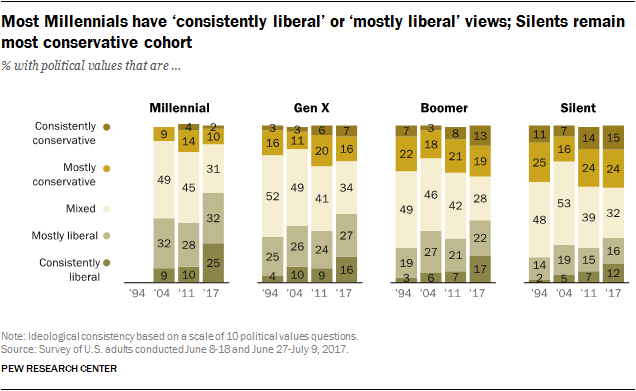 Most Millennials have ‘consistently liberal’ or ‘mostly liberal’ views; Silents remain
most conservative cohort
% with political values that are ...
Millennial
Gen X
Boomer
Silent
Consistently
conservative
Mostly
conservative
Mixed
Mostly liberal
Consistently
liberal
9 4 2
14 10
49 45 31
32 28 32
9 10 25
’94 ’04 ’11 ’17
3 3 6 7
16 11 20 16
52 49 41 34
25 26 24 27
4 10 9 16
’94 ’04 ’11 ’17
7 3 8 13
22 18 21 19
49 46 42 28
19 27 21 22
3 6 7 17
’94 ’04 ’11 ’17
11 7 14 15
25 16 24 24
48 53 39 32
14 19 15 16
2 5 7 12
’94 ’04 ’11 ’17
Note: Ideological consistency based on a scale of 10 political values questions.
Source: Survey of U.S. adults conducted June 8-18 and June 27-July 9, 2017.
PEW RESEARCH CENTER